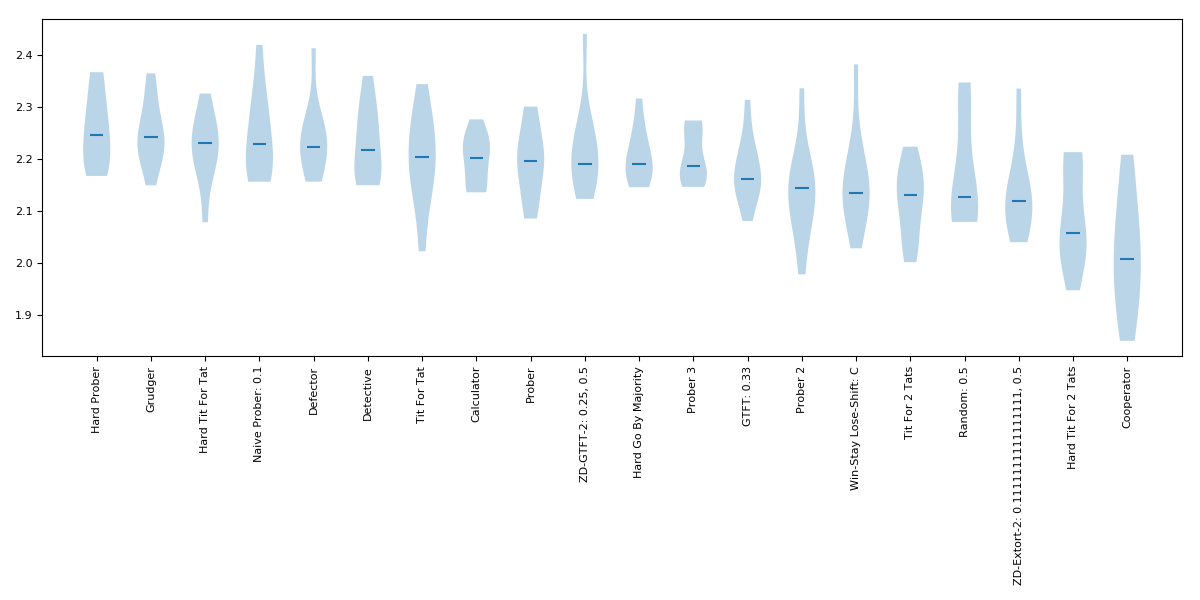 2.4
2.3
2.2
2.1
2.0
1.9
Hard Prober
Grudger
Hard Tit For Tat
Naive Prober: 0.1
Defector
Detective
Tit For Tat
Calculator
Prober
ZD-GTFT-2: 0.25, 0.5
Hard Go By Majority
Prober 3
GTFT: 0.33
Prober 2
Win-Stay Lose-Shift: C
Tit For 2 Tats
Random: 0.5
ZD-Extort-2: 0.1111111111111111, 0.5
Hard Tit For 2 Tats
Cooperator